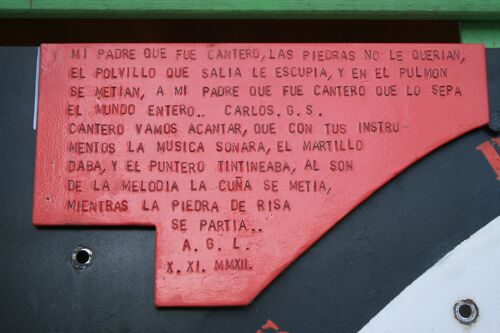 MI PADRE QUE FUE CANTERO, LAS PIEDRAS NO LE QUERIAN,
EL POLVILLO QUE SALIA LE ESCUPIA, Y EN EL PULMON
SE METIAN, A MI PADRE QUE FUE CANTERO QUE LO SEPA
EL MUNDO ENTERO.. CARLOS. G. S.
CANTERO VAMOS ACANTAR, QUE CON TUS INSTRU
MENTOS LA MUSICA SONARA, EL MARTILLO
DABA, Y EL PUNTERO TINTINEABA, AL SON
DE LA MELODIA LA CUÑA SE METIA,
MIENTRAS LA PIEDRA DE RISA
SE PARTIA..
A. G. L.
X. XI. MMXII.